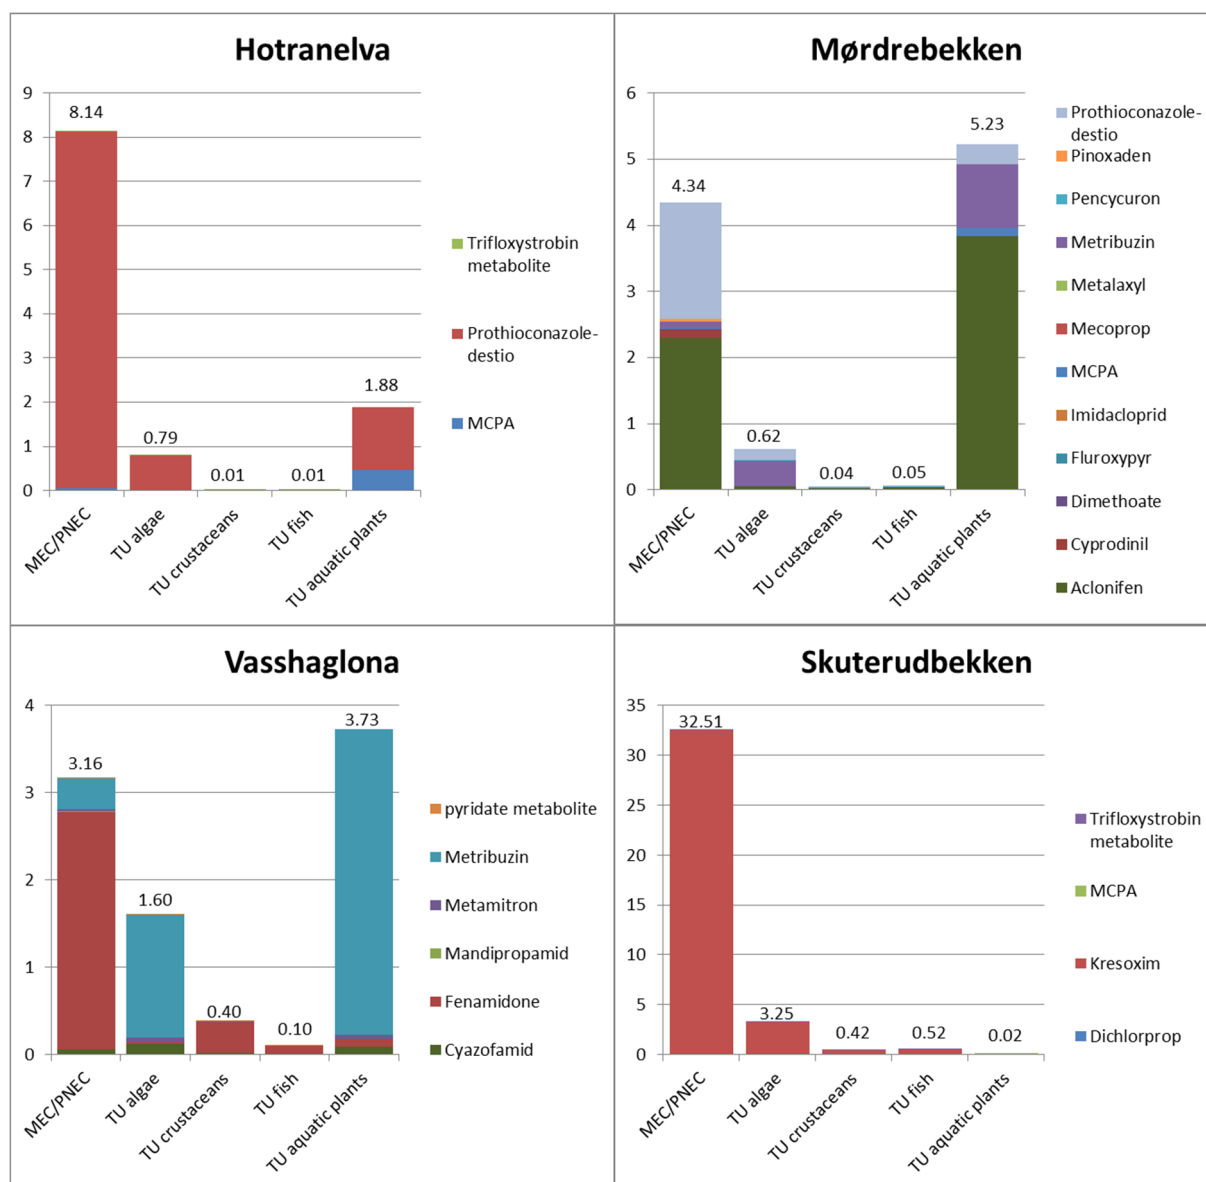 Hotranelva
9
8
7
6
5
4
3
2
1
0
8.14
0.79
0.01
0.01
1.88
MEC/PNEC
TU algae
TU crustaceans
TU fish
TU aquatic plants
Trifloxystrobin
metabolite
Prothioconazole-
destio
MCPA
Mørdrebekken
6
5
4
3
2
1
0
4.34
0.62
0.04
0.05
5.23
MEC/PNEC
TU algae
TU crustaceans
TU fish
TU aquatic plants
Prothioconazole-
destio
Pinoxaden
Pencycuron
Metribuzin
Metalaxyl
Mecoprop
MCPA
Imidacloprid
Fluroxypyr
Dimethoate
Cyprodinil
Aclonifen
Vasshaglona
4
3
2
1
0
3.16
1.60
0.40
0.10
3.73
MEC/PNEC
TU algae
TU crustaceans
TU fish
TU aquatic plants
pyridate metabolite
Metribuzin
Metamitron
Mandipropamid
Fenamidone
Cyazofamid
Skuterudbekken
35
30
25
20
15
10
5
0
32.51
3.25
0.42
0.52
0.02
MEC/PNEC
TU algae
TU crustaceans
TU fish
TU aquatic plants
Trifloxystrobin
metabolite
MCPA
Kresoxim
Dichlorprop